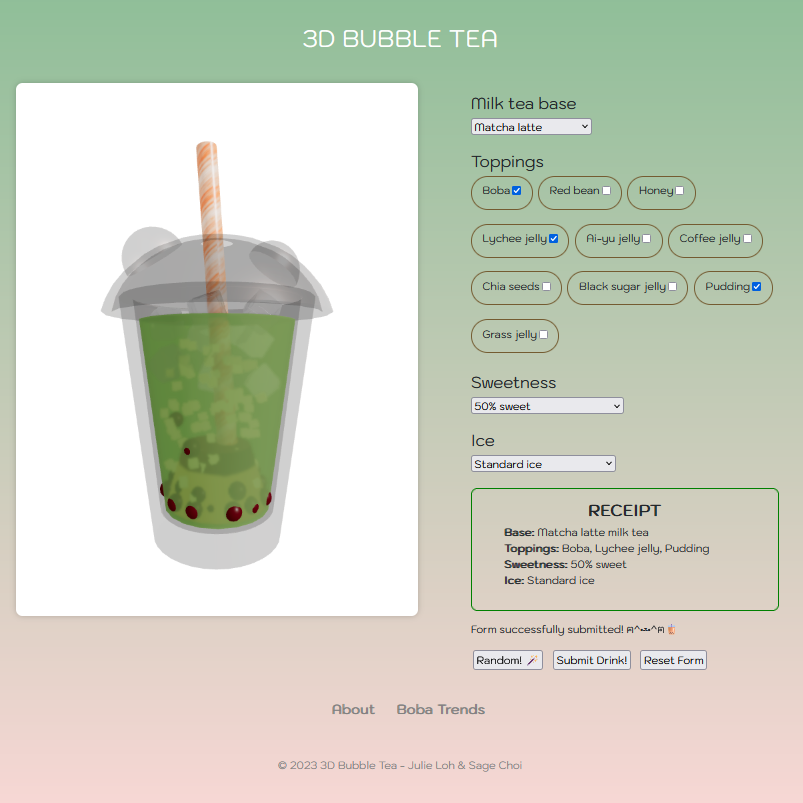 3D BUBBLE TEA
Milk tea base
Matcha latte
Toppings
Boba Red bean Honey
Lychee jelly Ai-yu jelly Coffee jelly
Chia seeds Black sugar jelly Pudding
Grass jelly
Sweetness
50% sweet
Ice
Standard ice
RECEIPT
Base: Matcha latte milk tea
Toppings: Boba, Lychee jelly, Pudding
Sweetness: 50% sweet
Ice: Standard ice
Form successfully submitted!
Random! 🪄 Submit Drink! Reset Form
About Boba Trends
© 2023 3D Bubble Tea - Julie Loh & Sage Choi